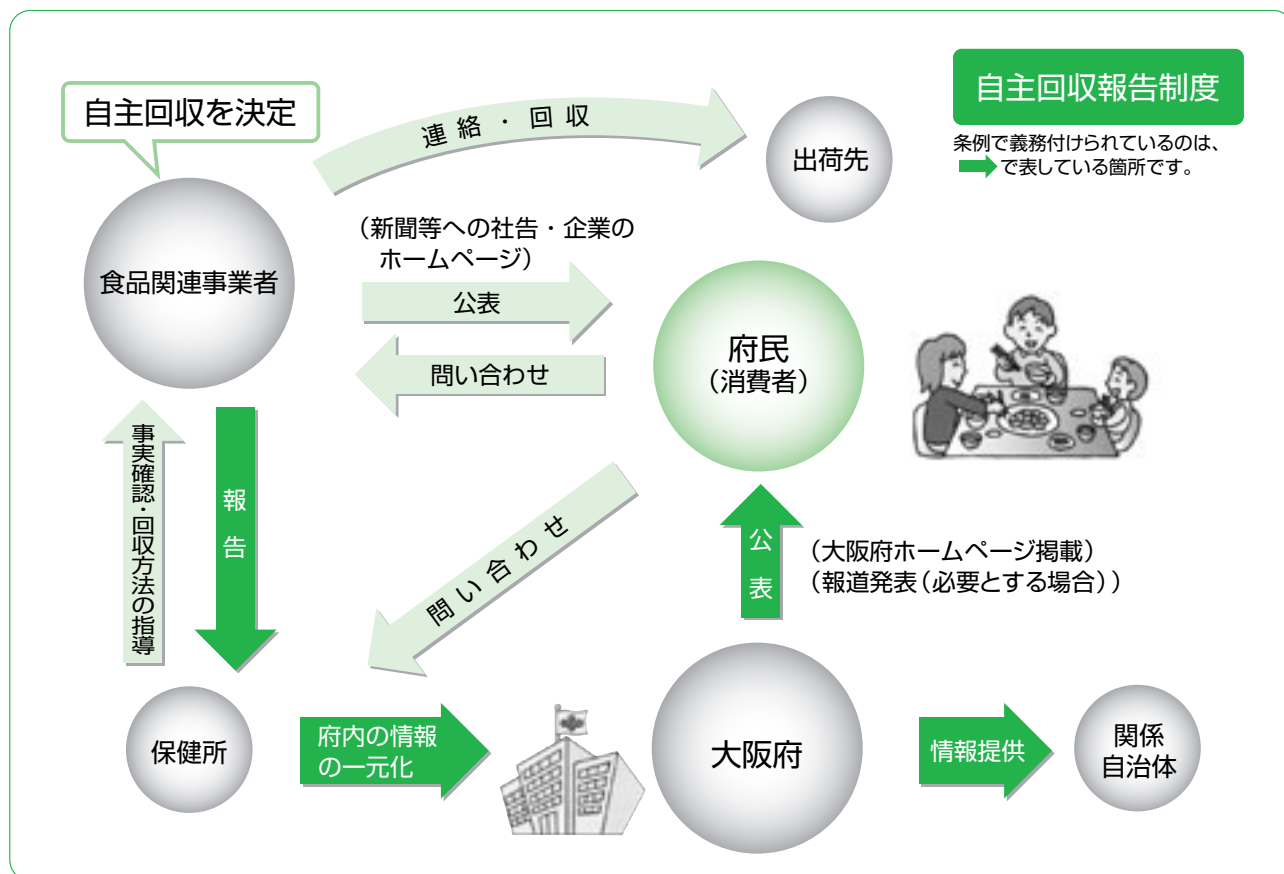 自主回収を決定
自主回収報告制度
条例で義務付けられているのは、
で表している箇所です。
連絡・回収
出荷先
食品関連事業者
（新聞等への社告・企業の
ホームページ）
公表
問い合わせ
府民
（消費者）
事実確認・回収方法の指導
報告
問い合わせ
公表
（大阪府ホームページ掲載）
（報道発表（必要とする場合））
保健所
府内の情報
の一元化
大阪府
情報提供
関係
自治体